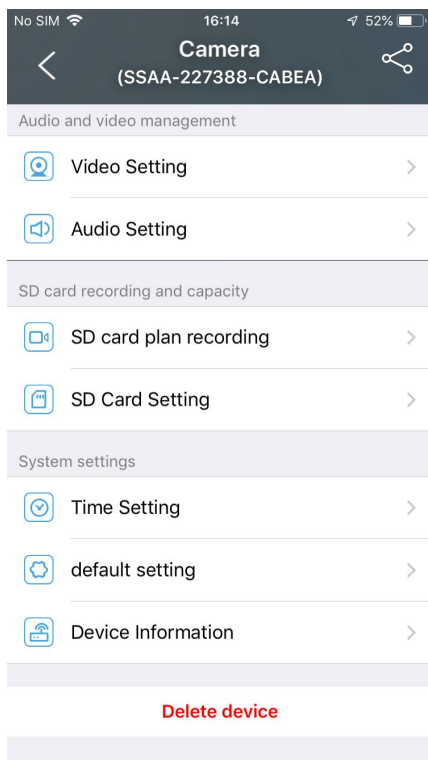 No SIM 16:14 52%
Camera
(SSAA-227388-CABEA)
Audio and video management
Video Setting
Audio Setting
SD card recording and capacity
SD card plan recording
SD Card Setting
System settings
Time Setting
default setting
Device Information
Delete device